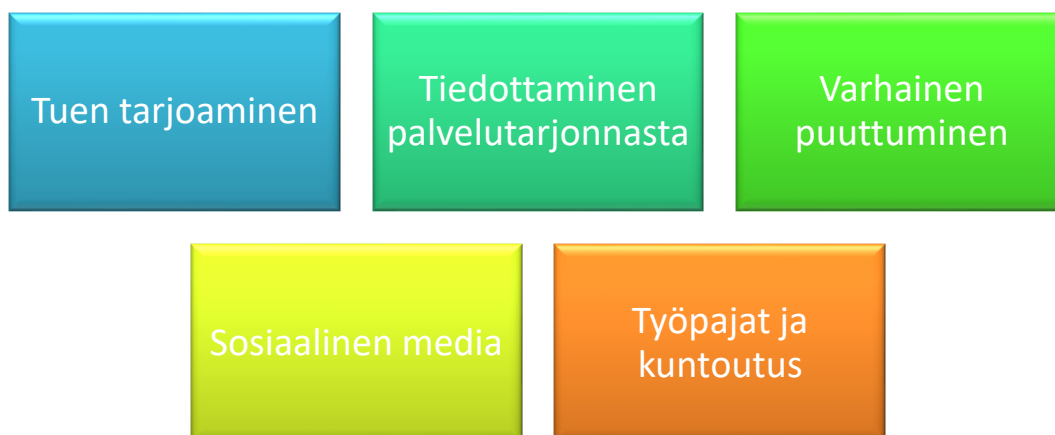 Tuen tarjoaminen
Tiedottaminen
palvelutarjonnasta
Varhainen
puuttuminen
Sosiaalinen media
Työpajat ja
kuntoutus